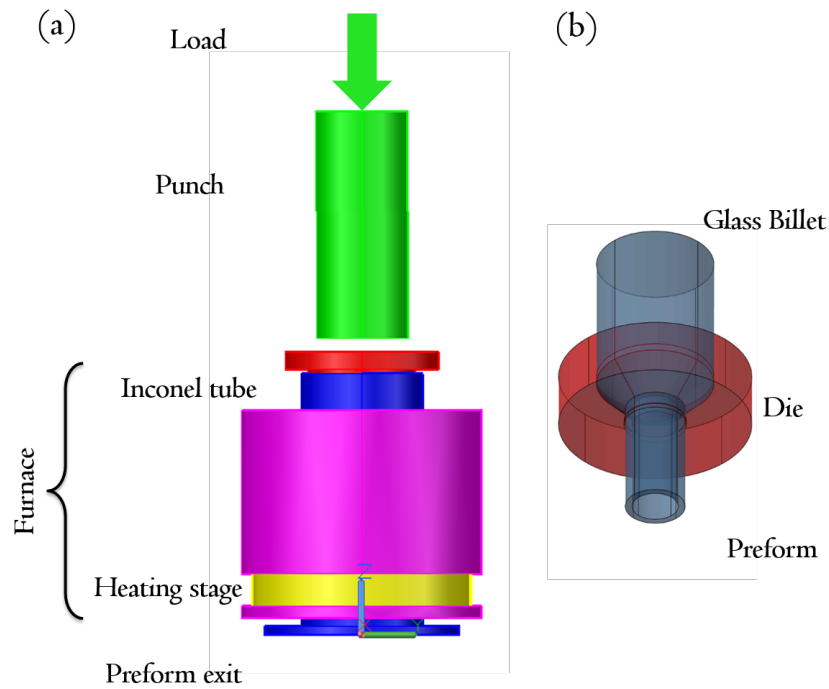 (a)
Load
Punch
Inconel tube
Furnace
Heating stage
Z
Y
Preform exit
(b)
Glass Billet
Die
Preform